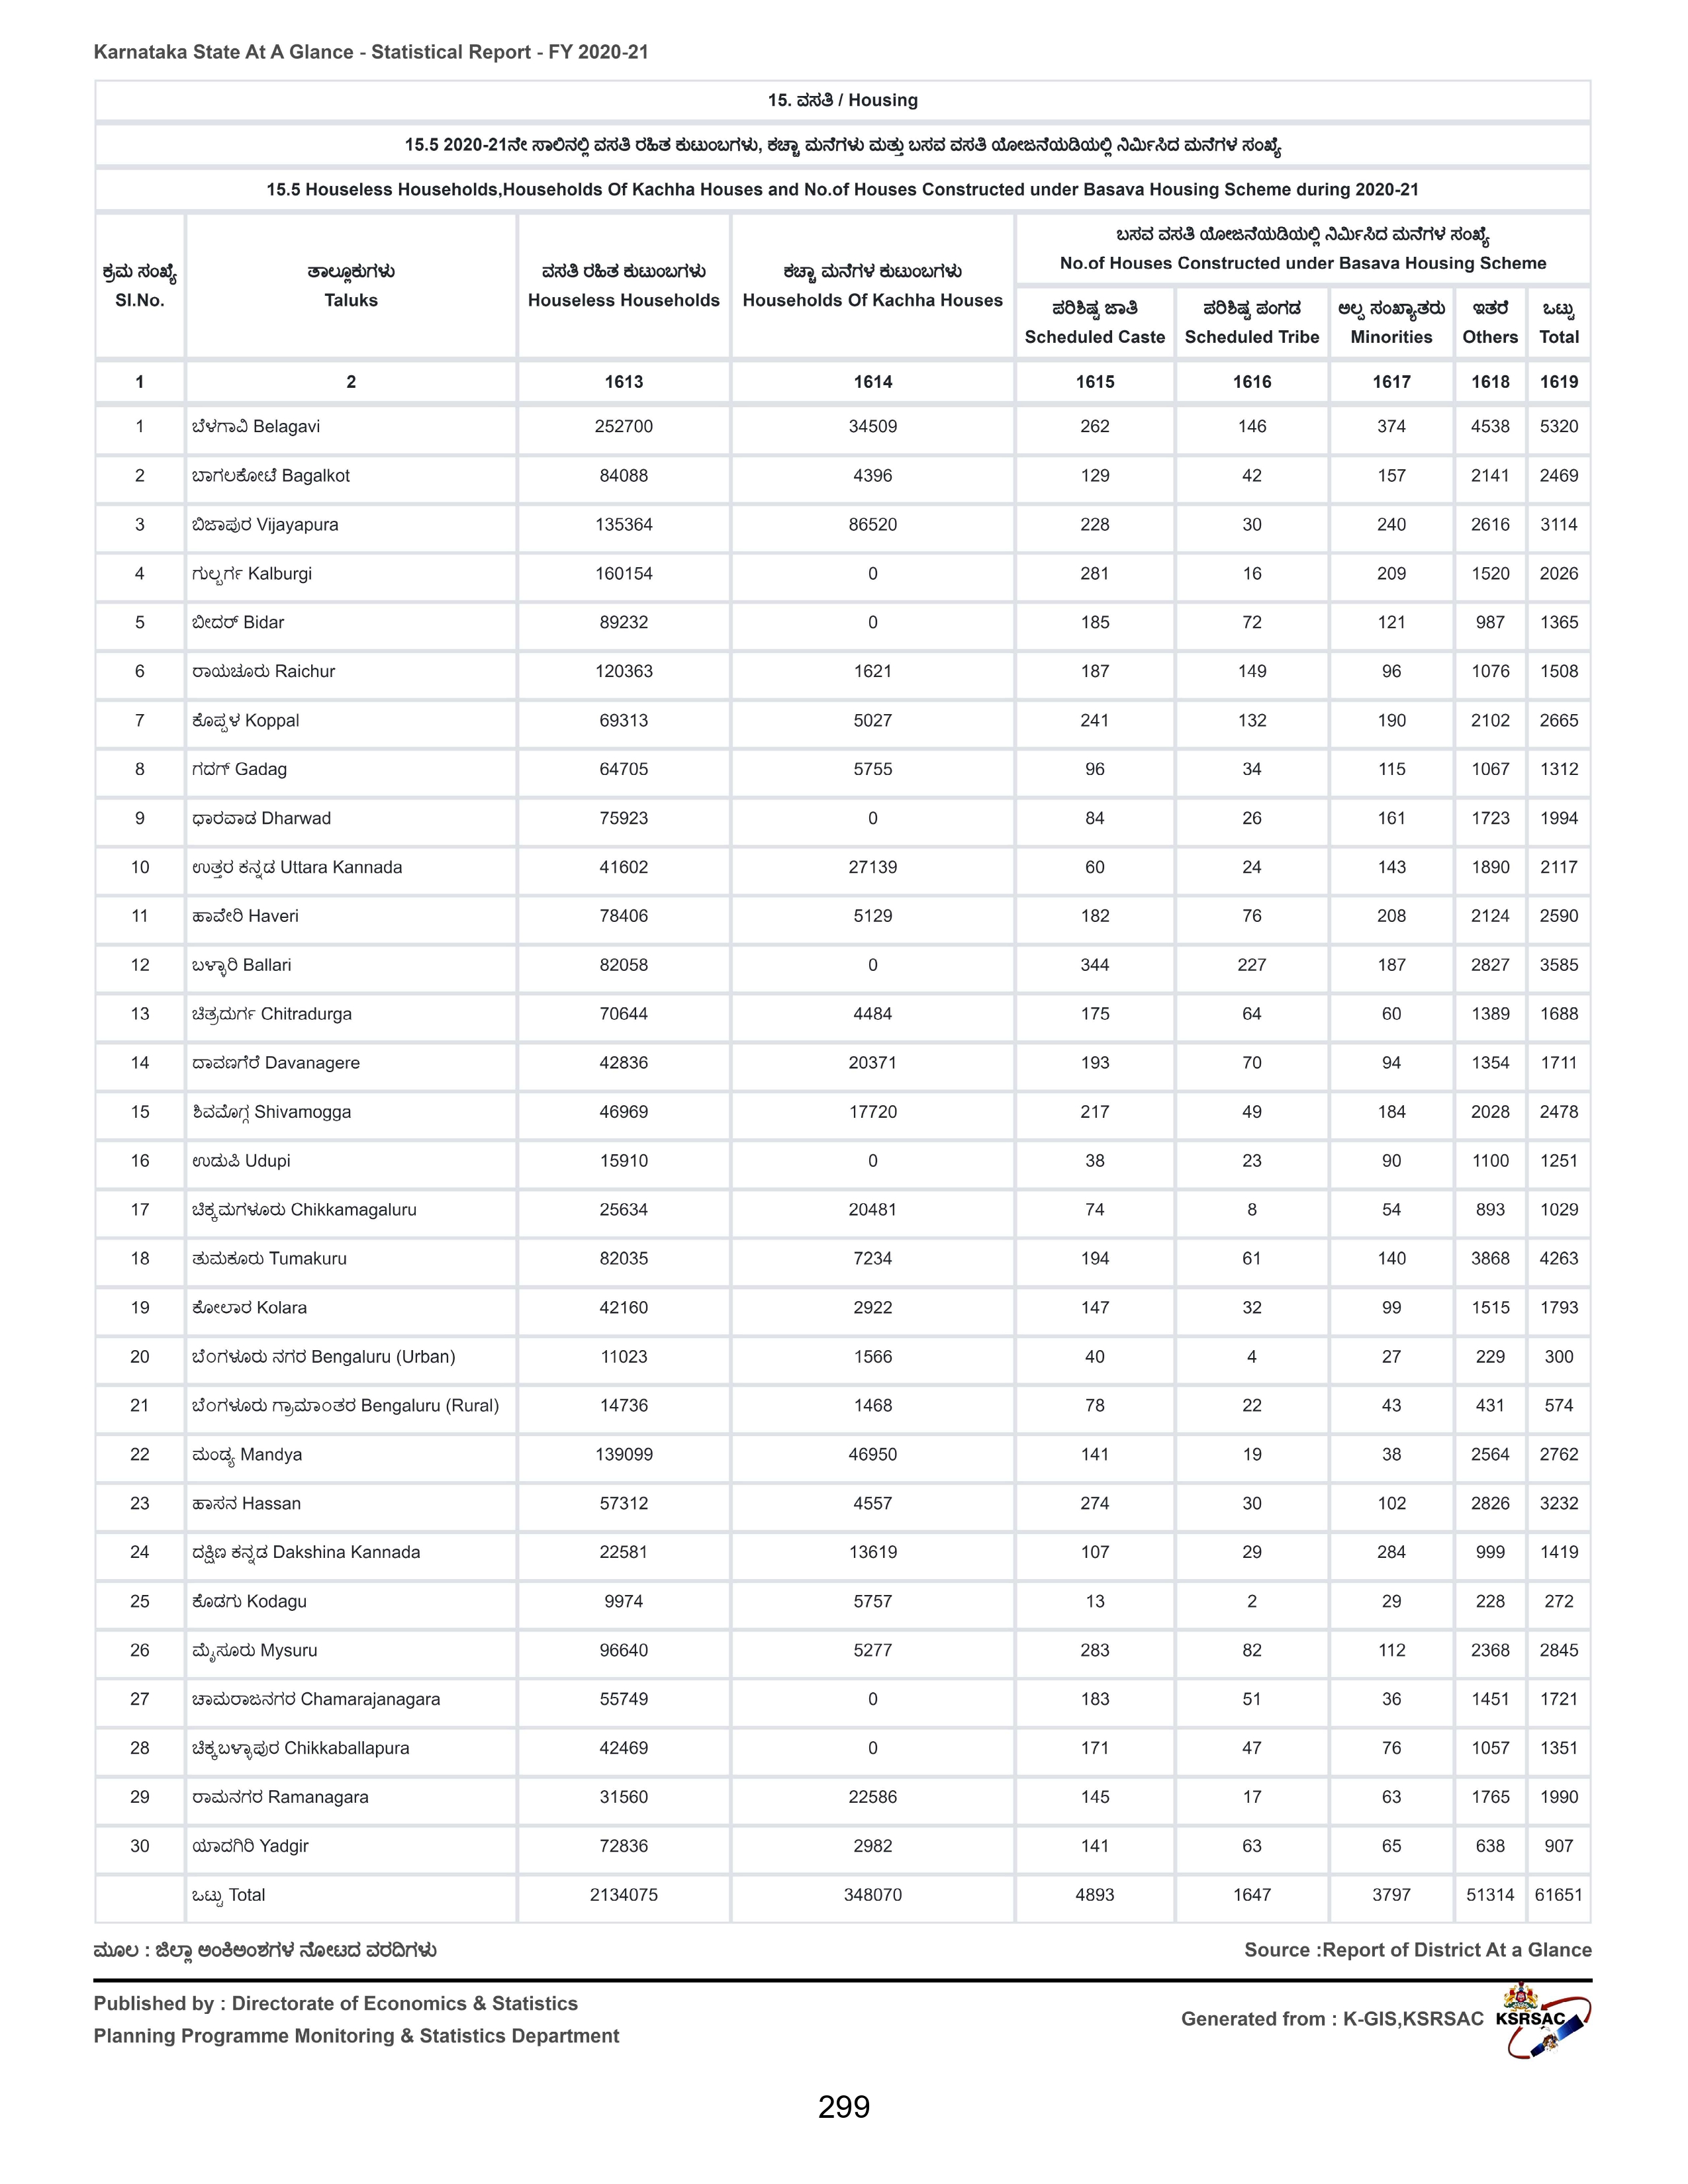 Karnataka State At A Glance - Statistical Report - FY 2020-21
15. ವಸತಿ / Housing
15.5 2020-21ನೇ ಸಾಲಿನಲ್ಲಿ ವಸತಿ ರಹಿತ ಕುಟುಂಬಗಳು, ಕಚ್ಚಾ ಮನೆಗಳು ಮತ್ತು ಬಸವ ವಸತಿ ಯೋಜನೆಯಡಿಯಲ್ಲಿ ನಿರ್ಮಿಸಿದ ಮನೆಗಳ ಸಂಖ್ಯೆ
15.5 Houseless Households,Households Of Kachha Houses and No.of Houses Constructed under Basava Housing Scheme during 2020-21
ಕ್ರಮ ಸಂಖ್ಯೆ
Sl.No.
ತಾಲ್ಲೂಕುಗಳು
Taluks
ವಸತಿ ರಹಿತ ಕುಟುಂಬಗಳು
Houseless Households
ಕಚ್ಚಾ ಮನೆಗಳ ಕುಟುಂಬಗಳು
Households Of Kachha Houses
ಬಸವ ವಸತಿ ಯೋಜನೆಯಡಿಯಲ್ಲಿ ನಿರ್ಮಿಸಿದ ಮನೆಗಳ ಸಂಖ್ಯೆ
No.of Houses Constructed under Basava Housing Scheme
ಪರಿಶಿಷ್ಟ ಜಾತಿ
Scheduled Caste
ಪರಿಶಿಷ್ಟ ಪಂಗಡ
Scheduled Tribe
ಅಲ್ಪ ಸಂಖ್ಯಾತರು
Minorities
ಇತರೆ
Others
ಒಟ್ಟು
Total
1 2 1613 1614 1615 1616 1617 1618 1619
1 ಬೆಳಗಾವಿ Belagavi 252700 34509 262 146 374 4538 5320
2 ಬಾಗಲಕೋಟೆ Bagalkot 84088 4396 129 42 157 2141 2469
3 ಬಿಜಾಪುರ Vijayapura 135364 86520 228 30 240 2616 3114
4 ಗುಲ್ಬರ್ಗ Kalburgi 160154 0 281 16 209 1520 2026
5 ಬೀದರ್ Bidar 89232 0 185 72 121 987 1365
6 ರಾಯಚೂರು Raichur 120363 1621 187 149 96 1076 1508
7 ಕೊಪ್ಪಳ Koppal 69313 5027 241 132 190 2102 2665
8 ಗದಗ್ Gadag 64705 5755 96 34 115 1067 1312
9 ಧಾರವಾಡ Dharwad 75923 0 84 26 161 1723 1994
10 ಉತ್ತರ ಕನ್ನಡ Uttara Kannada 41602 27139 60 24 143 1890 2117
11 ಹಾವೇರಿ Haveri 78406 5129 182 76 208 2124 2590
12 ಬಳ್ಳಾರಿ Ballari 82058 0 344 227 187 2827 3585
13 ಚಿತ್ರದುರ್ಗ Chitradurga 70644 4484 175 64 60 1389 1688
14 ದಾವಣಗೆರೆ Davanagere 42836 20371 193 70 94 1354 1711
15 ಶಿವಮೊಗ್ಗ Shivamogga 46969 17720 217 49 184 2028 2478
16 ಉಡುಪಿ Udupi 15910 0 38 23 90 1100 1251
17 ಚಿಕ್ಕಮಗಳೂರು Chikkamagaluru 25634 20481 74 8 54 893 1029
18 ತುಮಕೂರು Tumakuru 82035 7234 194 61 140 3868 4263
19 ಕೋಲಾರ Kolara 42160 2922 147 32 99 1515 1793
20 ಬೆಂಗಳೂರು ನಗರ Bengaluru (Urban) 11023 1566 40 4 27 229 300
21 ಬೆಂಗಳೂರು ಗ್ರಾಮಾಂತರ Bengaluru (Rural) 14736 1468 78 22 43 431 574
22 ಮಂಡ್ಯ Mandya 139099 46950 141 19 38 2564 2762
23 ಹಾಸನ Hassan 57312 4557 274 30 102 2826 3232
24 ದಕ್ಷಿಣ ಕನ್ನಡ Dakshina Kannada 22581 13619 107 29 284 999 1419
25 ಕೊಡಗು Kodagu 9974 5757 13 2 29 228 272
26 ಮೈಸೂರು Mysuru 96640 5277 283 82 112 2368 2845
27 ಚಾಮರಾಜನಗರ Chamarajanagara 55749 0 183 51 36 1451 1721
28 ಚಿಕ್ಕಬಳ್ಳಾಪುರ Chikkaballapura 42469 0 171 47 76 1057 1351
29 ರಾಮನಗರ Ramanagara 31560 22586 145 17 63 1765 1990
30 ಯಾದಗಿರಿ Yadgir 72836 2982 141 63 65 638 907
ಒಟ್ಟು Total 2134075 348070 4893 1647 3797 51314 61651
ಮೂಲ : ಜಿಲ್ಲಾ ಅಂಕಿಅಂಶಗಳ ನೋಟದ ವರದಿಗಳು Source :Report of District At a Glance
Published by : Directorate of Economics & Statistics
Planning Programme Monitoring & Statistics Department
Generated from : K-GIS,KSRSAC
KSRSAC
299